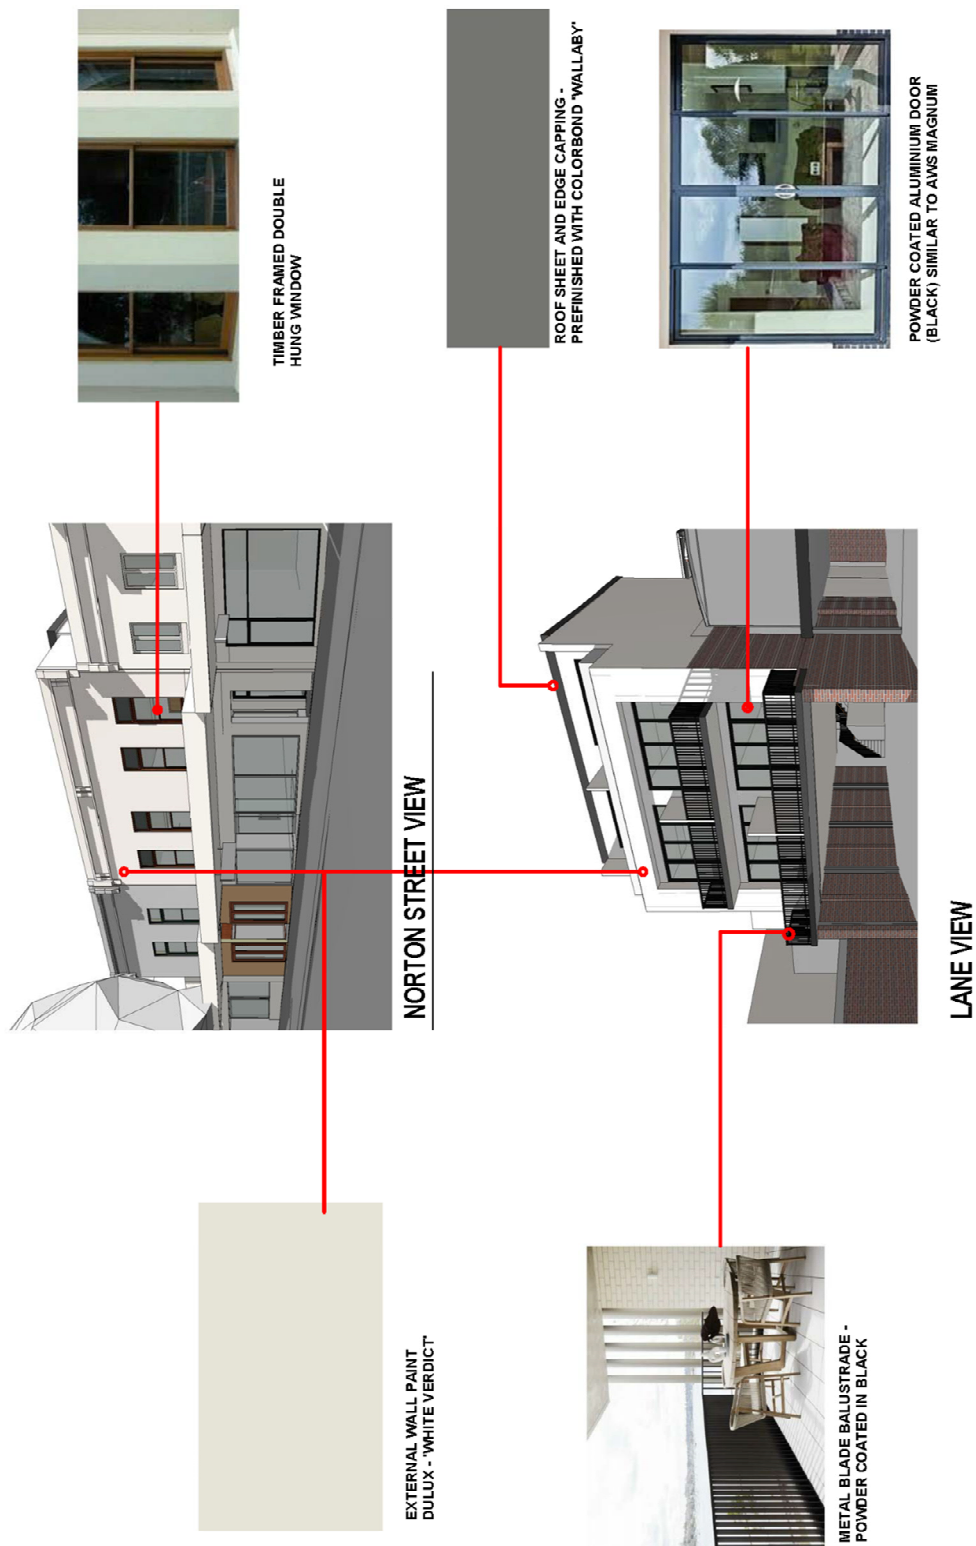 EXTERNAL WALL PAINT
DULUX - 'WHITE VERDICT'
NORTON STREET VIEW
TIMBER FRAMED DOUBLE
HUNG WINDOW
ROOF SHEET AND EDGE CAPPING -
PREFINISHED WITH COLORBOND 'WALLABY'
METAL BLADE BALUSTRADE -
POWDER COATED IN BLACK
LANE VIEW
POWDER COATED ALUMINIUM DOOR
(BLACK) SIMILAR TO AWS MAGNUM